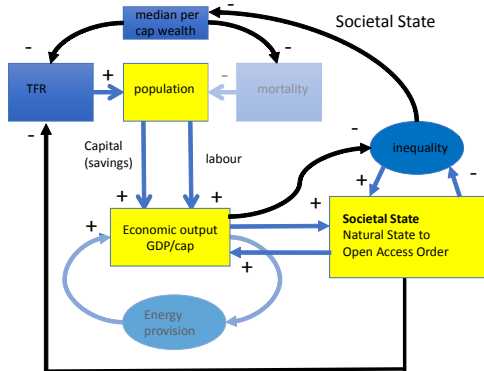 Societal State
median per
cap wealth
-
-
-
TFR
+
population
-
mortality
-
Capital
(savings)
labour
-
inequality
+
-
+
+
+
Economic output
GDP/cap
+
+
+
Societal State
Natural State to
Open Access Order
Energy
provision